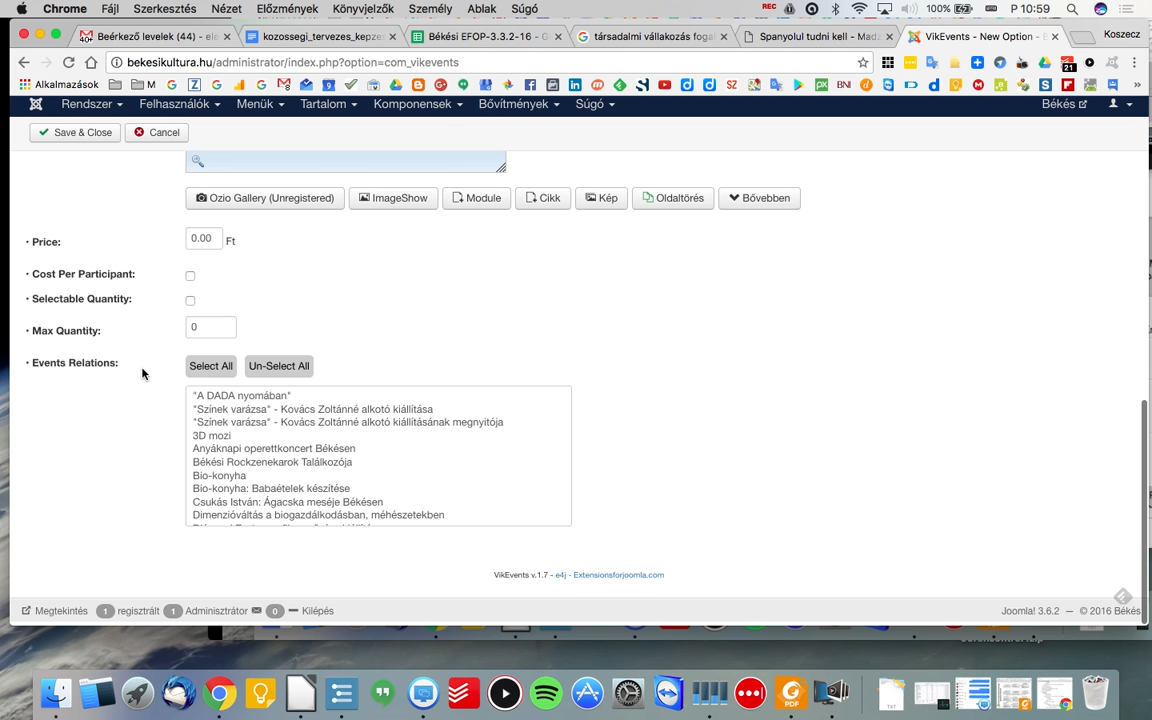 Chrome Fájl Szerkesztés Nézet Előzmények Könyvjelzők Személy Ablak Súgó REC 100% P 10:59
Beérkező levelek (44) - ele kozossegi_tervezes_kepze Békési EFOP-3.3.2-16 - G társadalmi vállakozás foga Spanyolul tudni kell - Madz VikEvents - New Option - B Koszecz
bekesikultura.hu/administrator/index.php?option=com_vikevents
Alkalmazások M BNI 21 »
Rendszer Felhasználók Menük Tartalom Komponensek Bővítmények Súgó Békés
Save & Close Cancel
Ozio Gallery (Unregistered) ImageShow Module Cikk Kép Oldaltörés Bővebben
Price: 0.00 Ft
Cost Per Participant:
Selectable Quantity:
Max Quantity: 0
Events Relations: Select All Un-Select All
"A DADA nyomában"
"Színek varázsa" - Kovács Zoltánné alkotó kiállítása
"Színek varázsa" - Kovács Zoltánné alkotó kiállításának megnyitója
3D mozi
Anyáknapi operettkoncert Békésen
Békési Rockzenekarok Találkozója
Bio-konyha
Bio-konyha: Babaételek készítése
Csukás István: Ágacska meséje Békésen
Dimenzióváltás a biogazdálkodásban, méhészetekben
VikEvents v.1.7 - e4j - Extensionsforjoomla.com
Megtekintés 1 regisztrált 1 Adminisztrátor 0 Kilépés Joomla! 3.6.2 — © 2016 Békés